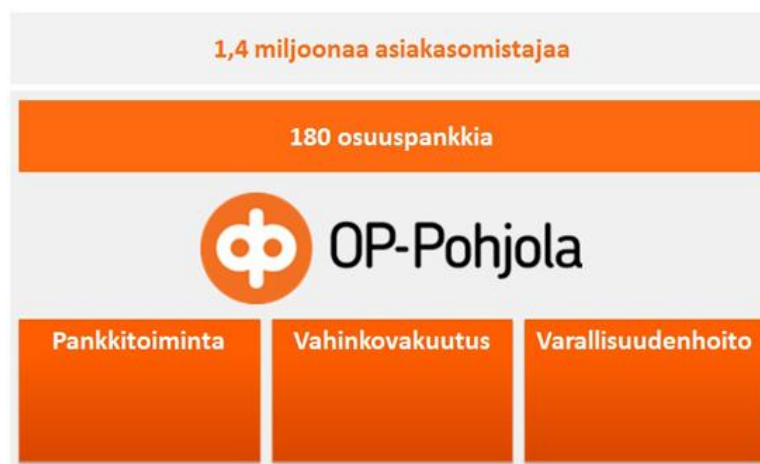 1,4 miljoonaa asiakasomistajaa
180 osuuspankkia
OP-Pohjola
Pankkitoiminta
Vahinkovakuutus
Varallisuudenhoito